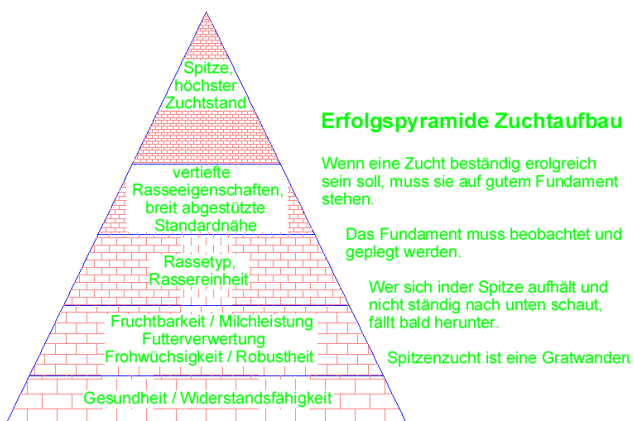 Spitze,
höchster
Zuchtstand
vertiefte
Rasseeigenschaften,
breit abgestützte
Standardnähe
Rassetyp,
Rassereinheit
Fruchtbarkeit / Milchleistung
Futterverwertung
Frohwüchsigkeit / Robustheit
Gesundheit / Widerstandsfähigkeit
Erfolgspyramide Zuchtaufbau
Wenn eine Zucht beständig erolgreich
sein soll, muss sie auf gutem Fundament
stehen.
Das Fundament muss beobachtet und
geplegt werden.
Wer sich inder Spitze aufhält und
nicht ständig nach unten schaut,
fällt bald herunter.
Spitzenzucht ist eine Gratwanden